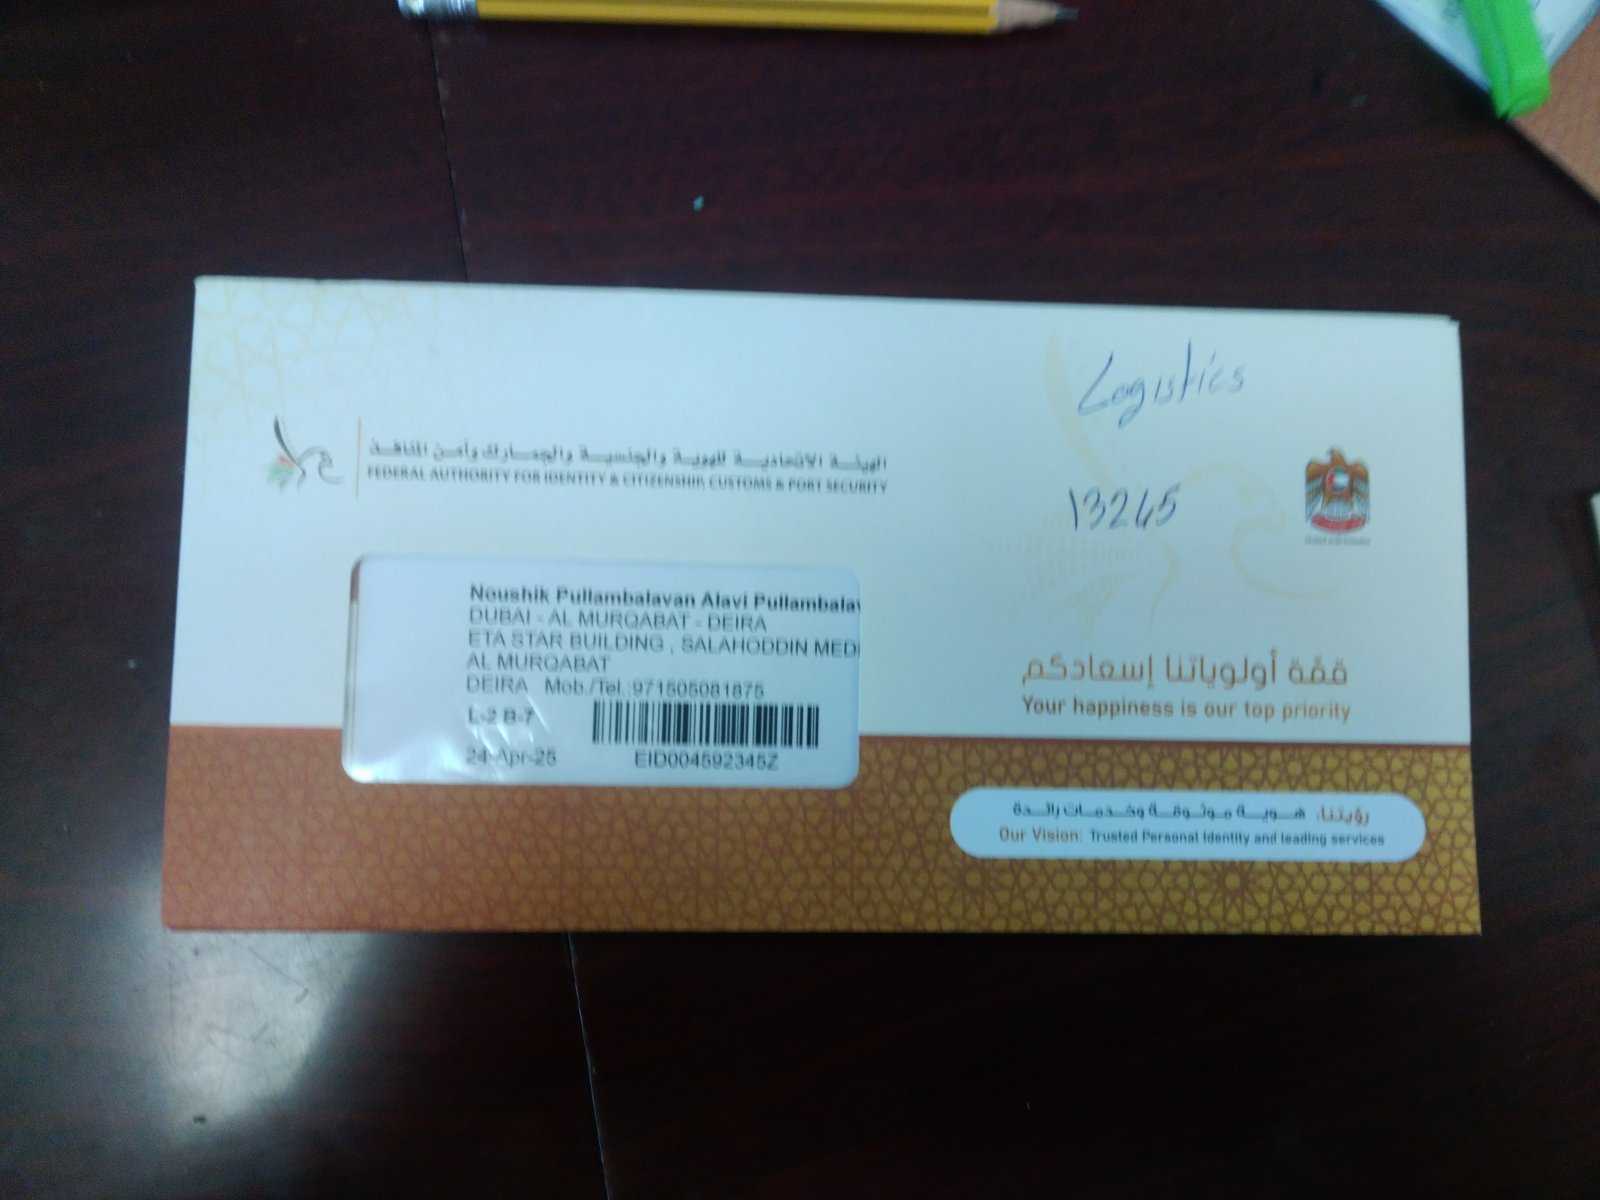 Logistics
13265
الهيئة الاتحادية للهوية والجنسية والجمارك وأمن المنافذ
FEDERAL AUTHORITY FOR IDENTITY & CITIZENSHIP, CUSTOMS & PORT SECURITY
Noushik Pullambalavan Alavi Pullambalav
DUBAI - AL MURQABAT - DEIRA
ETA STAR BUILDING , SALAHODDIN MED
AL MURQABAT
DEIRA Mob./Tel.:971505081875
L-2 B-7
24-Apr-25
EID004592345Z
قمّة أولوياتنا إسعادكم
Your happiness is our top priority
رؤيتنا: هوية موثوقة وخدمات رائدة
Our Vision: Trusted Personal Identity and leading services